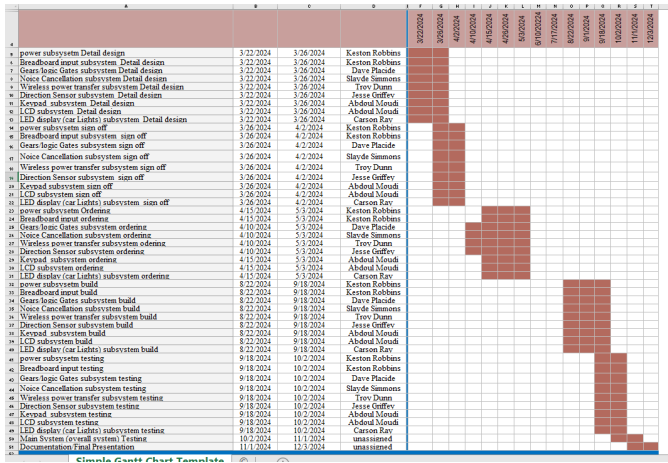 A B C D E F G H I J K L M N O P Q R S T
3/22/2024 3/26/2024 4/2/2024 4/10/2024 4/15/2024 4/26/2024 5/3/2024 6/10/20224 7/17/2024 8/22/2024 9/1/2024 9/18/2024 10/2/2024 11/1/2024 12/3/2024
power subsysetm Detail design 3/22/2024 3/26/2024 Keston Robbins
Breadboard input subsystem Detail design 3/22/2024 3/26/2024 Keston Robbins
Gears/logic Gates subsystem Detail design 3/22/2024 3/26/2024 Dave Placide
Noice Cancellation subsystem Detail design 3/22/2024 3/26/2024 Slayde Simmons
Wireless power transfer subsystem Detail design 3/22/2024 3/26/2024 Troy Dunn
Direction Sensor subsystem Detail design 3/22/2024 3/26/2024 Jesse Griffey
Keypad subsystem Detail design 3/22/2024 3/26/2024 Abdoul Moudi
LCD subsystem Detail design 3/22/2024 3/26/2024 Abdoul Moudi
LED display (car Lights) subsystem Detail design 3/22/2024 3/26/2024 Carson Ray
power subsysetm sign off 3/26/2024 4/2/2024 Keston Robbins
Breadboard input subsystem sign off 3/26/2024 4/2/2024 Keston Robbins
Gears/logic Gates subsystem sign off 3/26/2024 4/2/2024 Dave Placide
Noice Cancellation subsystem sign off 3/26/2024 4/2/2024 Slayde Simmons
Wireless power transfer subsystem sign off 3/26/2024 4/2/2024 Troy Dunn
Direction Sensor subsystem sign off 3/26/2024 4/2/2024 Jesse Giffey
Keypad subsystem sign off 3/26/2024 4/2/2024 Abdoul Moudi
LCD subsystem sign off 3/26/2024 4/2/2024 Abdoul Moudi
LED display (car Lights) subsystem sign off 3/26/2024 4/2/2024 Carson Ray
power subsysetm Ordering 4/15/2024 5/3/2024 Keston Robbins
Breadboard input ordering 4/15/2024 5/3/2024 Keston Robbins
Gears/logic Gates subsystem ordering 4/10/2024 5/3/2024 Dave Placide
Noice Cancellation subsystem ordering 4/10/2024 5/3/2024 Slayde Simmons
Wireless power transfer subsystem odering 4/10/2024 5/3/2024 Troy Dunn
Direction Sensor subsystem ordering 4/10/2024 5/3/2024 Jesse Griffey
Keypad subsystem ordering 4/15/2024 5/3/2024 Abdoul Moudi
LCD subsystem ordering 4/15/2024 5/3/2024 Abdoul Moudi
LED display (car Lights) subsystem ordering 4/15/2024 5/3/2024 Carson Ray
power subsysetm build 8/22/2024 9/18/2024 Keston Robbins
Breadboard input build 8/22/2024 9/18/2024 Keston Robbins
Gears/logic Gates subsystem build 8/22/2024 9/18/2024 Dave Placide
Noice Cancellation subsystem build 8/22/2024 9/18/2024 Slayde Simmons
Wireless power transfer subsystem build 8/22/2024 9/18/2024 Troy Dunn
Direction Sensor subsystem build 8/22/2024 9/18/2024 Jesse Griffey
Keypad subsystem build 8/22/2024 9/18/2024 Abdoul Moudi
LCD subsystem build 8/22/2024 9/18/2024 Abdoul Moudi
LED display (car Lights) subsystem build 8/22/2024 9/18/2024 Carson Ray
power subsysetm testing 9/18/2024 10/2/2024 Keston Robbins
Breadboard input testing 9/18/2024 10/2/2024 Keston Robbins
Gears/logic Gates subsystem testing 9/18/2024 10/2/2024 Dave Placide
Noice Cancellation subsystem testing 9/18/2024 10/2/2024 Slayde Simmons
Wireless power transfer subsystem testing 9/18/2024 10/2/2024 Troy Dunn
Direction Sensor subsystem testing 9/18/2024 10/2/2024 Jesse Griffey
Keypad subsystem testing 9/18/2024 10/2/2024 Abdoul Moudi
LCD subsystem testing 9/18/2024 10/2/2024 Abdoul Moudi
LED display (car Lights) subsystem testing 9/18/2024 10/2/2024 Carson Ray
Main System (overall system) Testing 10/2/2024 11/1/2024 unassigned
Documentation/Final Presentation 11/1/2024 12/3/2024 unassigned
Simple Gantt Chart Template